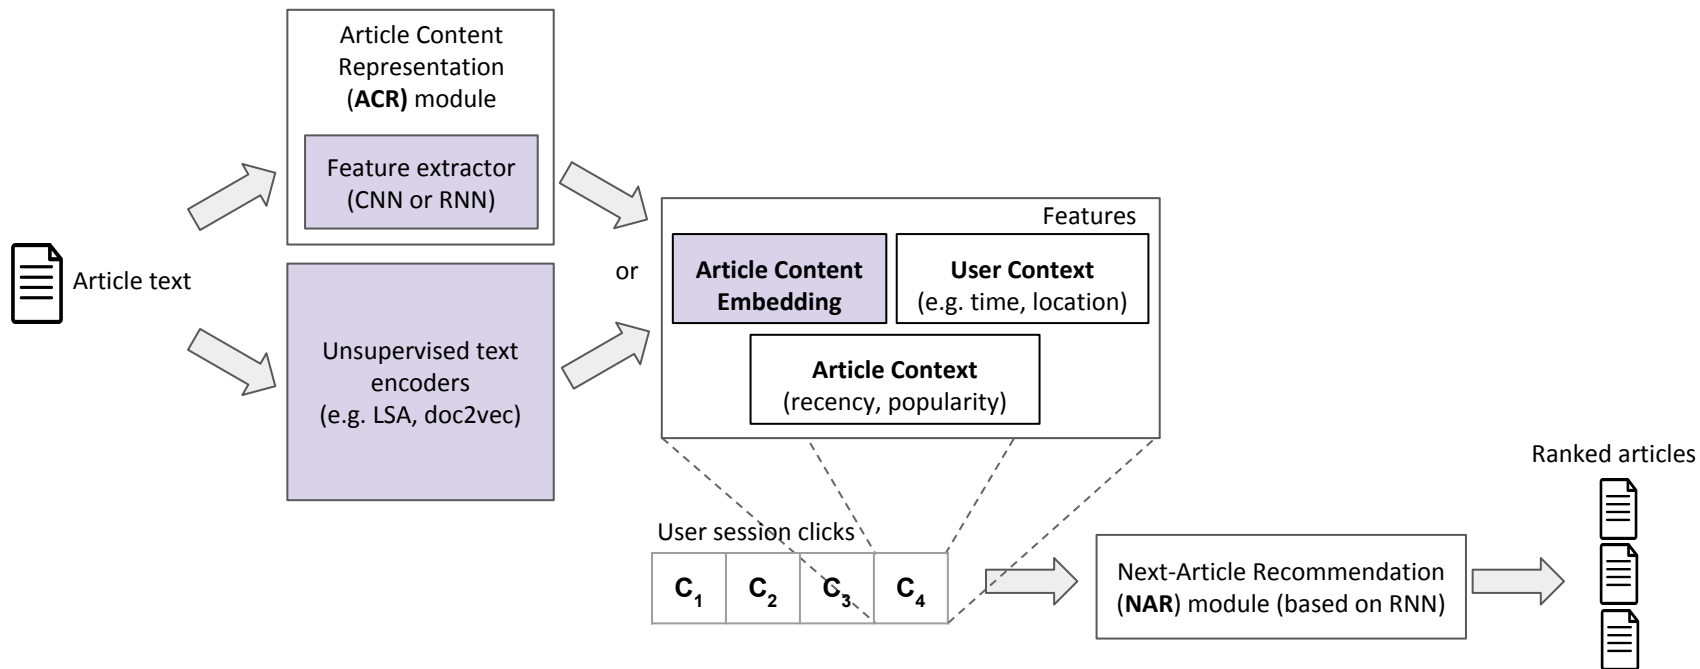 Article Content
Representation
(ACR) module
Feature extractor
(CNN or RNN)
Article text
Unsupervised text
encoders
(e.g. LSA, doc2vec)
or
Features
Article Content
Embedding
User Context
(e.g. time, location)
Article Context
(recency, popularity)
User session clicks
C1 C2 C3 C4
Next-Article Recommendation
(NAR) module (based on RNN)
Ranked articles